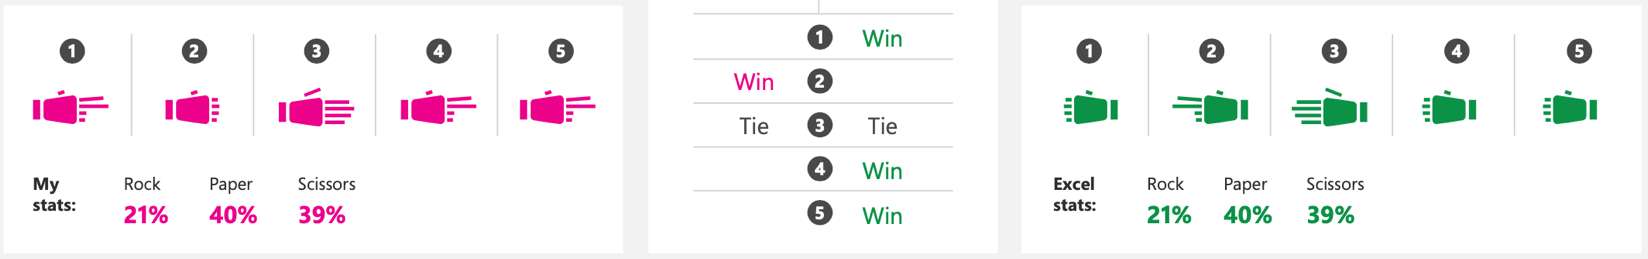 1 2 3 4 5
My stats:
Rock Paper Scissors
21% 40% 39%
1 Win
Win 2
Tie 3 Tie
4 Win
5 Win
1 2 3 4 5
Excel stats:
Rock Paper Scissors
21% 40% 39%